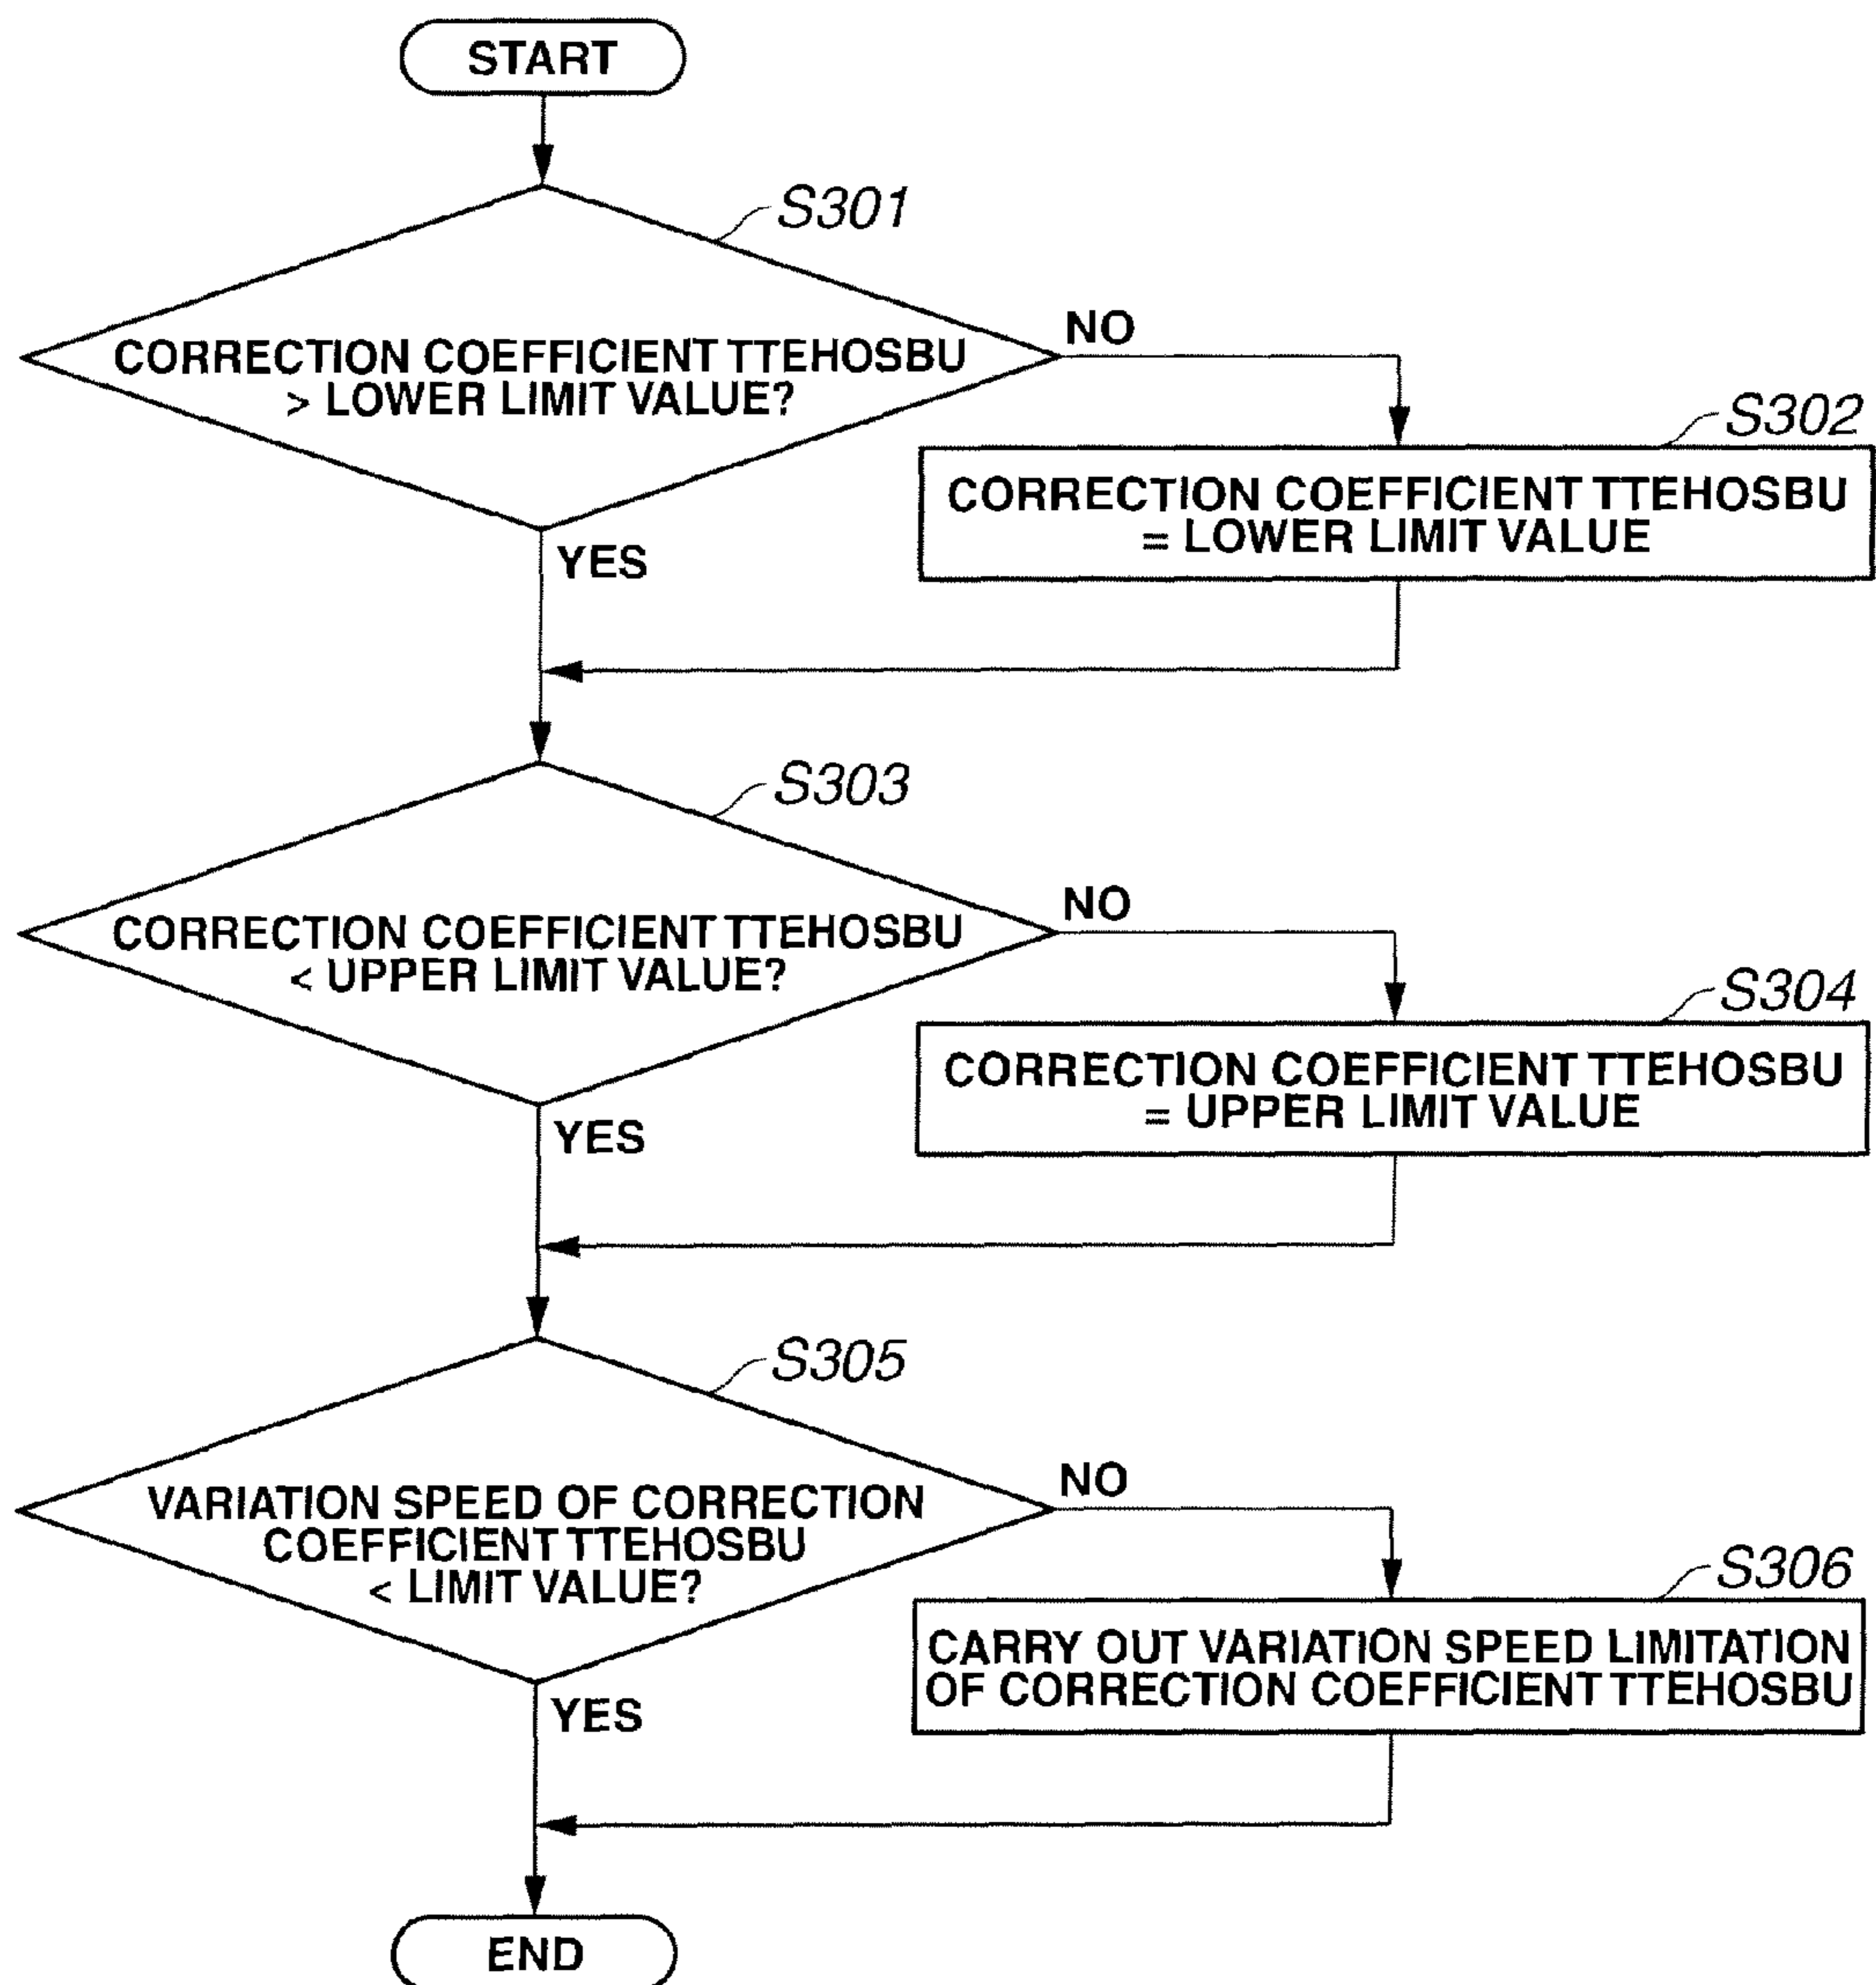 START
S301
CORRECTION COEFFICIENT TTEHOSBU
> LOWER LIMIT VALUE?
NO
YES
S302
CORRECTION COEFFICIENT TTEHOSBU
= LOWER LIMIT VALUE
S303
CORRECTION COEFFICIENT TTEHOSBU
< UPPER LIMIT VALUE?
NO
YES
S304
CORRECTION COEFFICIENT TTEHOSBU
= UPPER LIMIT VALUE
S305
VARIATION SPEED OF CORRECTION
COEFFICIENT TTEHOSBU
< LIMIT VALUE?
NO
YES
S306
CARRY OUT VARIATION SPEED LIMITATION
OF CORRECTION COEFFICIENT TTEHOSBU
END